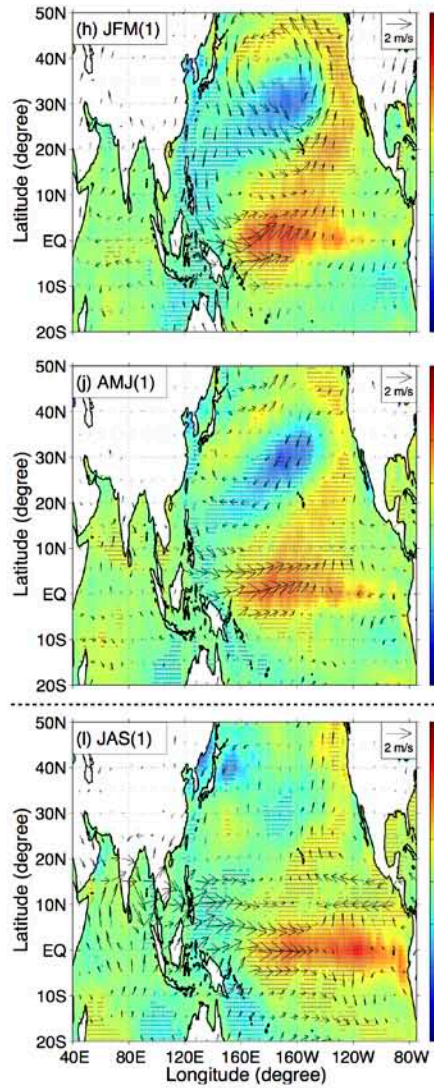 50N
(h) JFM(1)
2 m/s
40N
30N
20N
10N
EQ
10S
20S
Latitude (degree)
50N
(j) AMJ(1)
2 m/s
40N
30N
20N
10N
EQ
10S
20S
Latitude (degree)
50N
(l) JAS(1)
2 m/s
40N
30N
20N
10N
EQ
10S
20S
Latitude (degree)
40E 80E 120E 160E 160W 120W 80W
Longitude (degree)